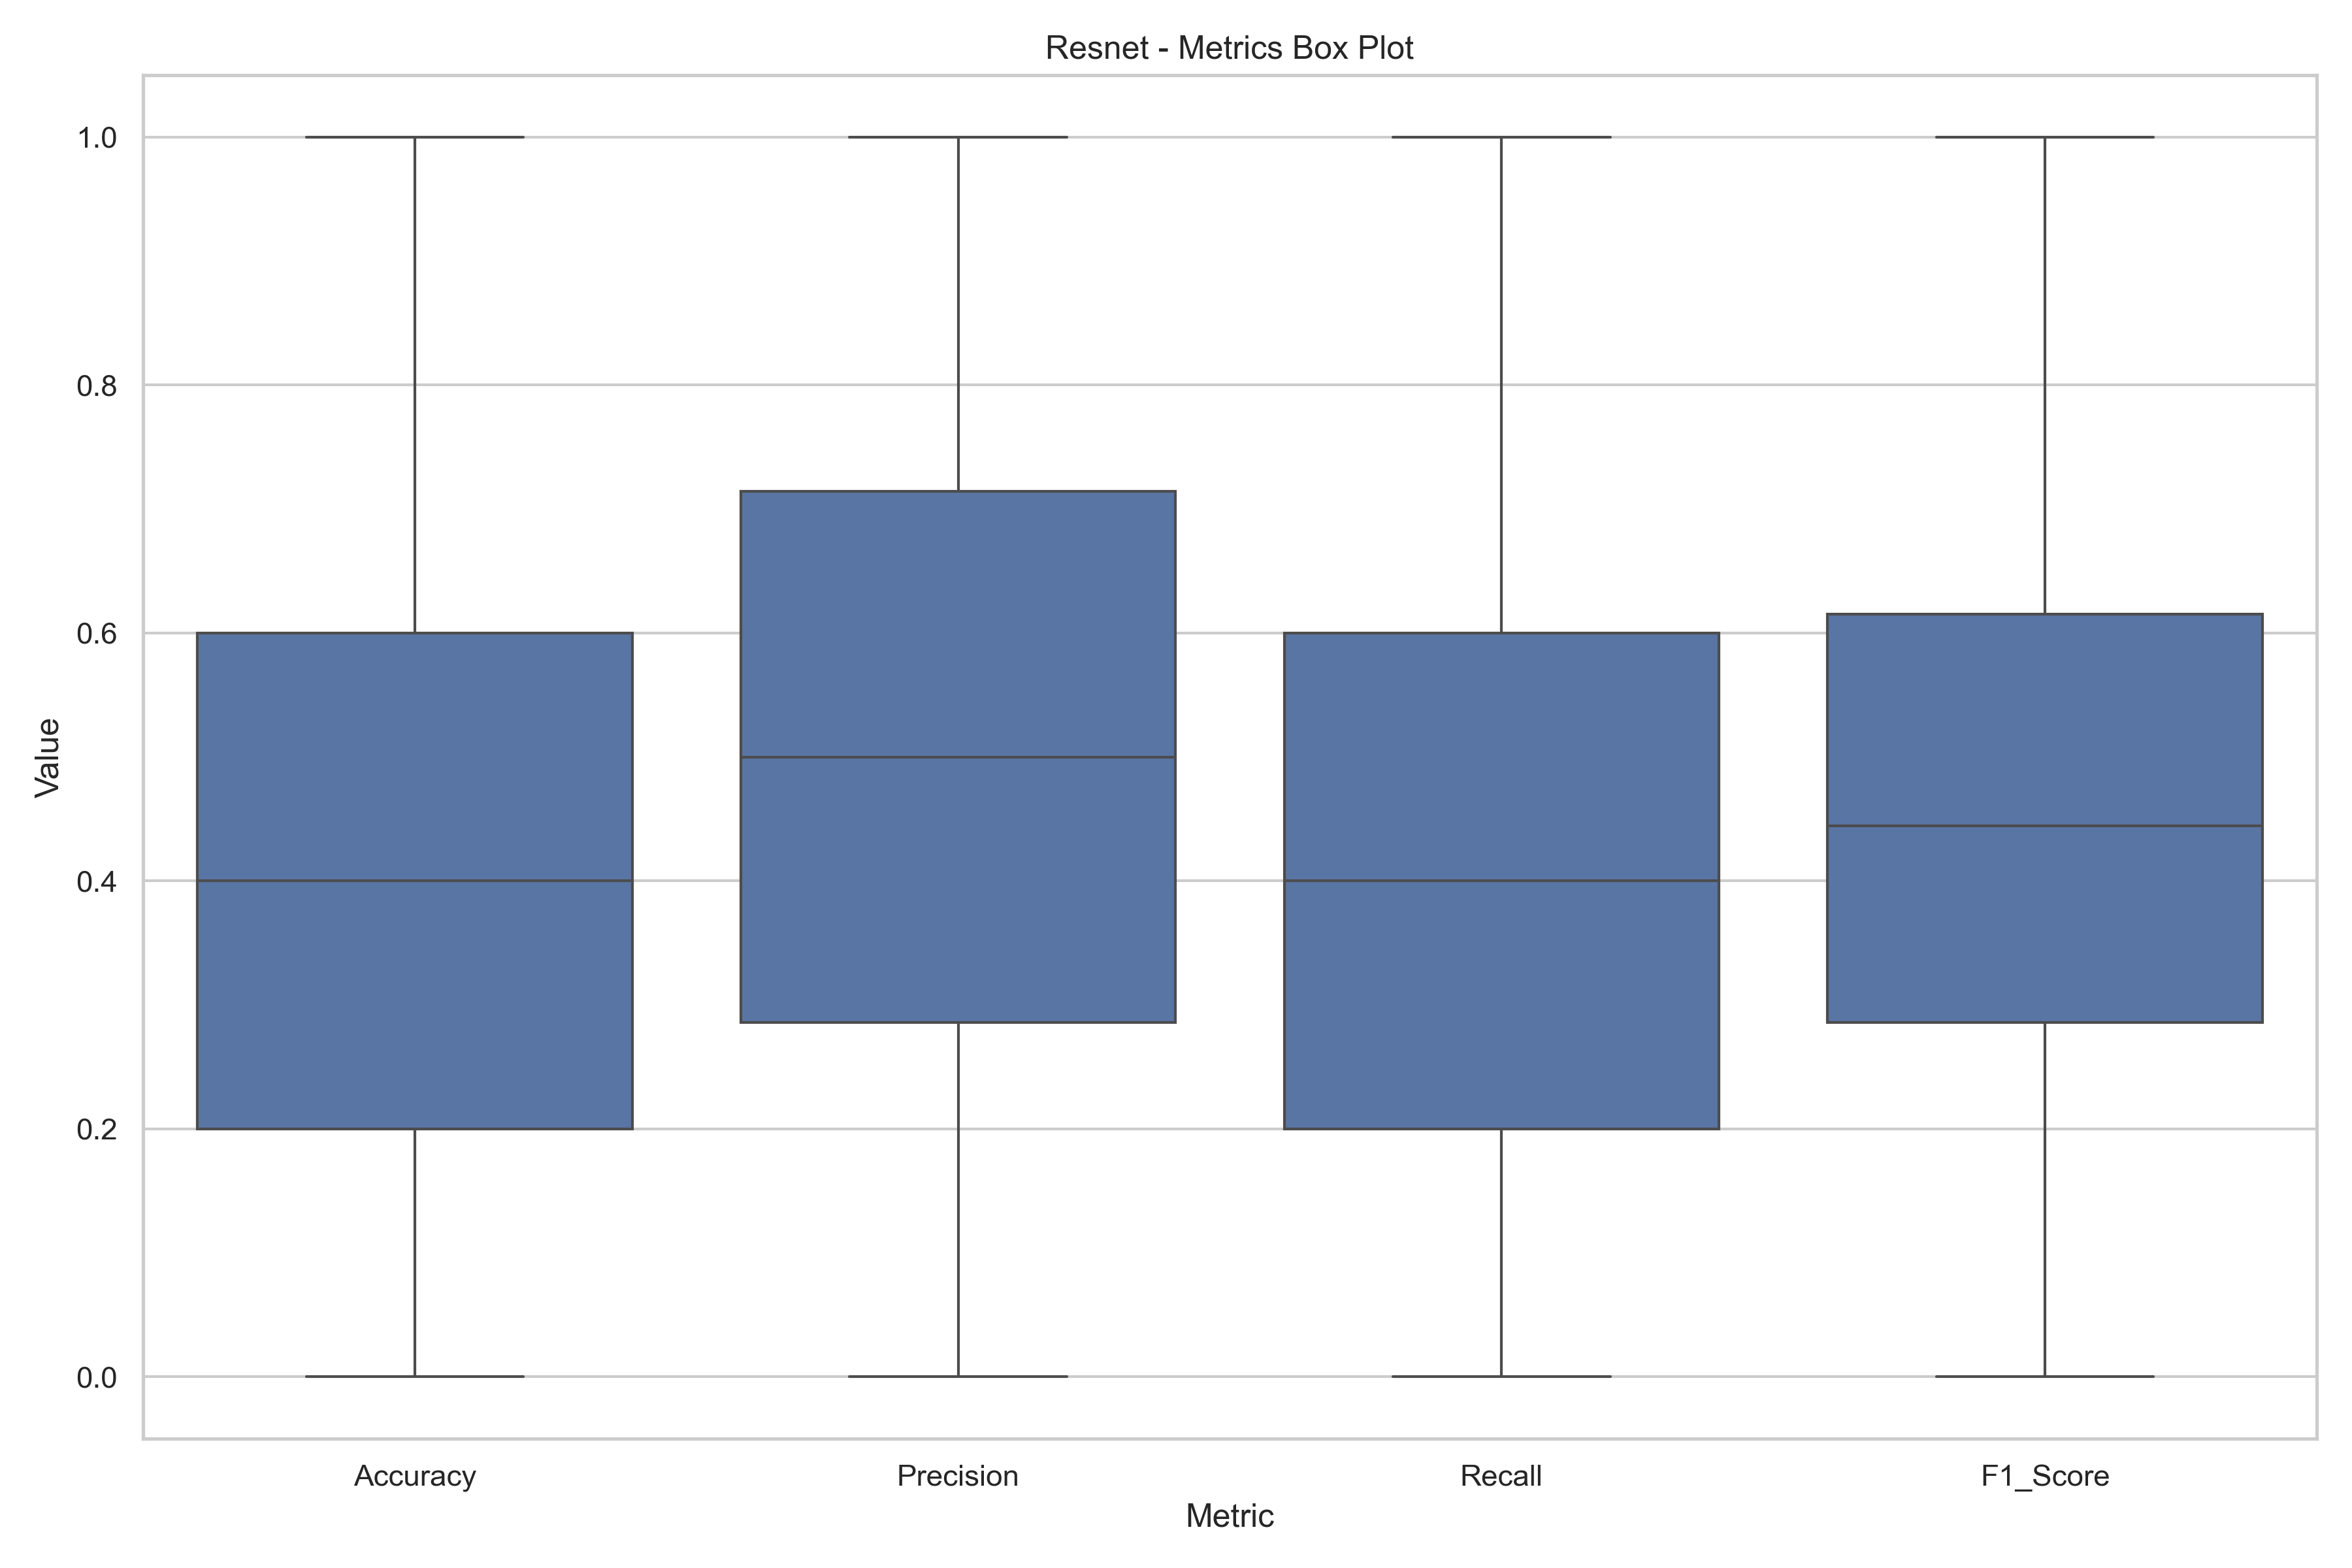 Resnet - Metrics Box Plot
1.0
0.8
0.6
0.4
0.2
0.0
Value
Accuracy
Precision
Recall
F1_Score
Metric